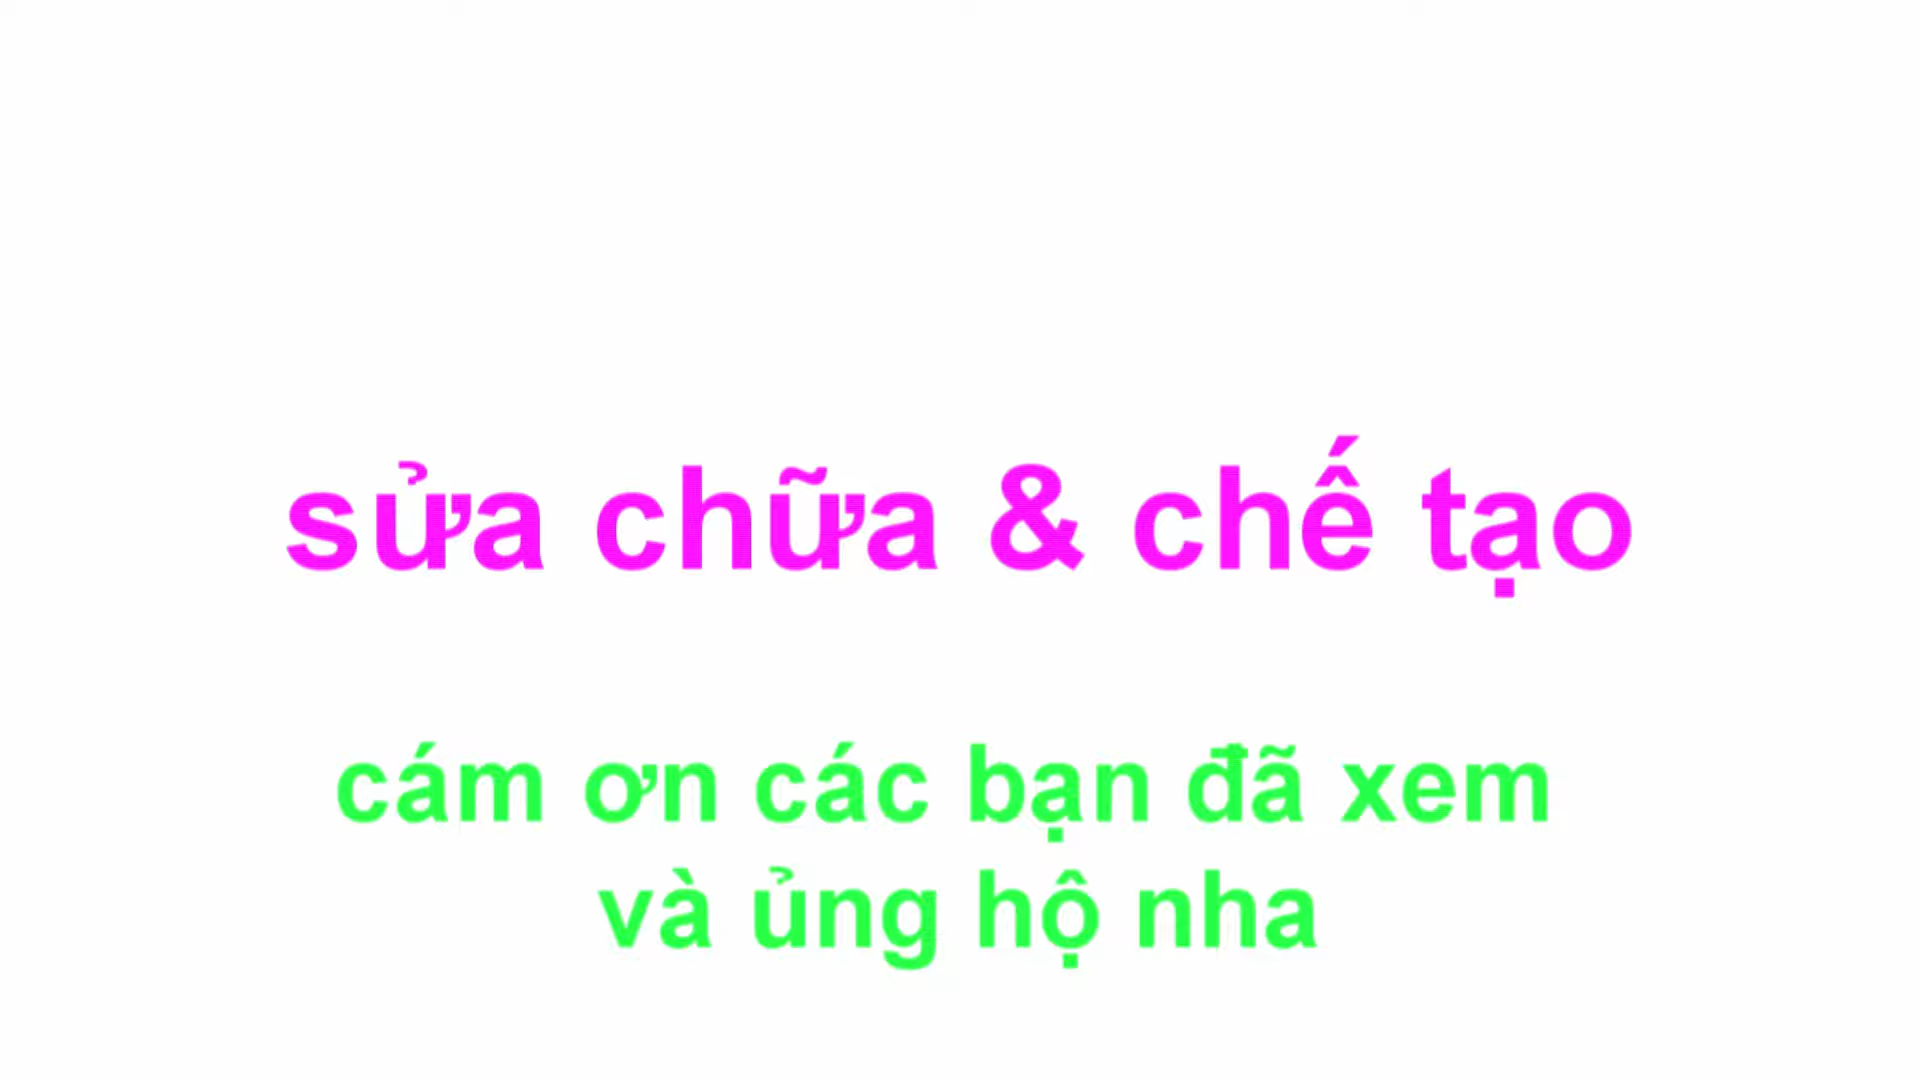 sửa chữa & chế tạo
cám ơn các bạn đã xem
và ủng hộ nha